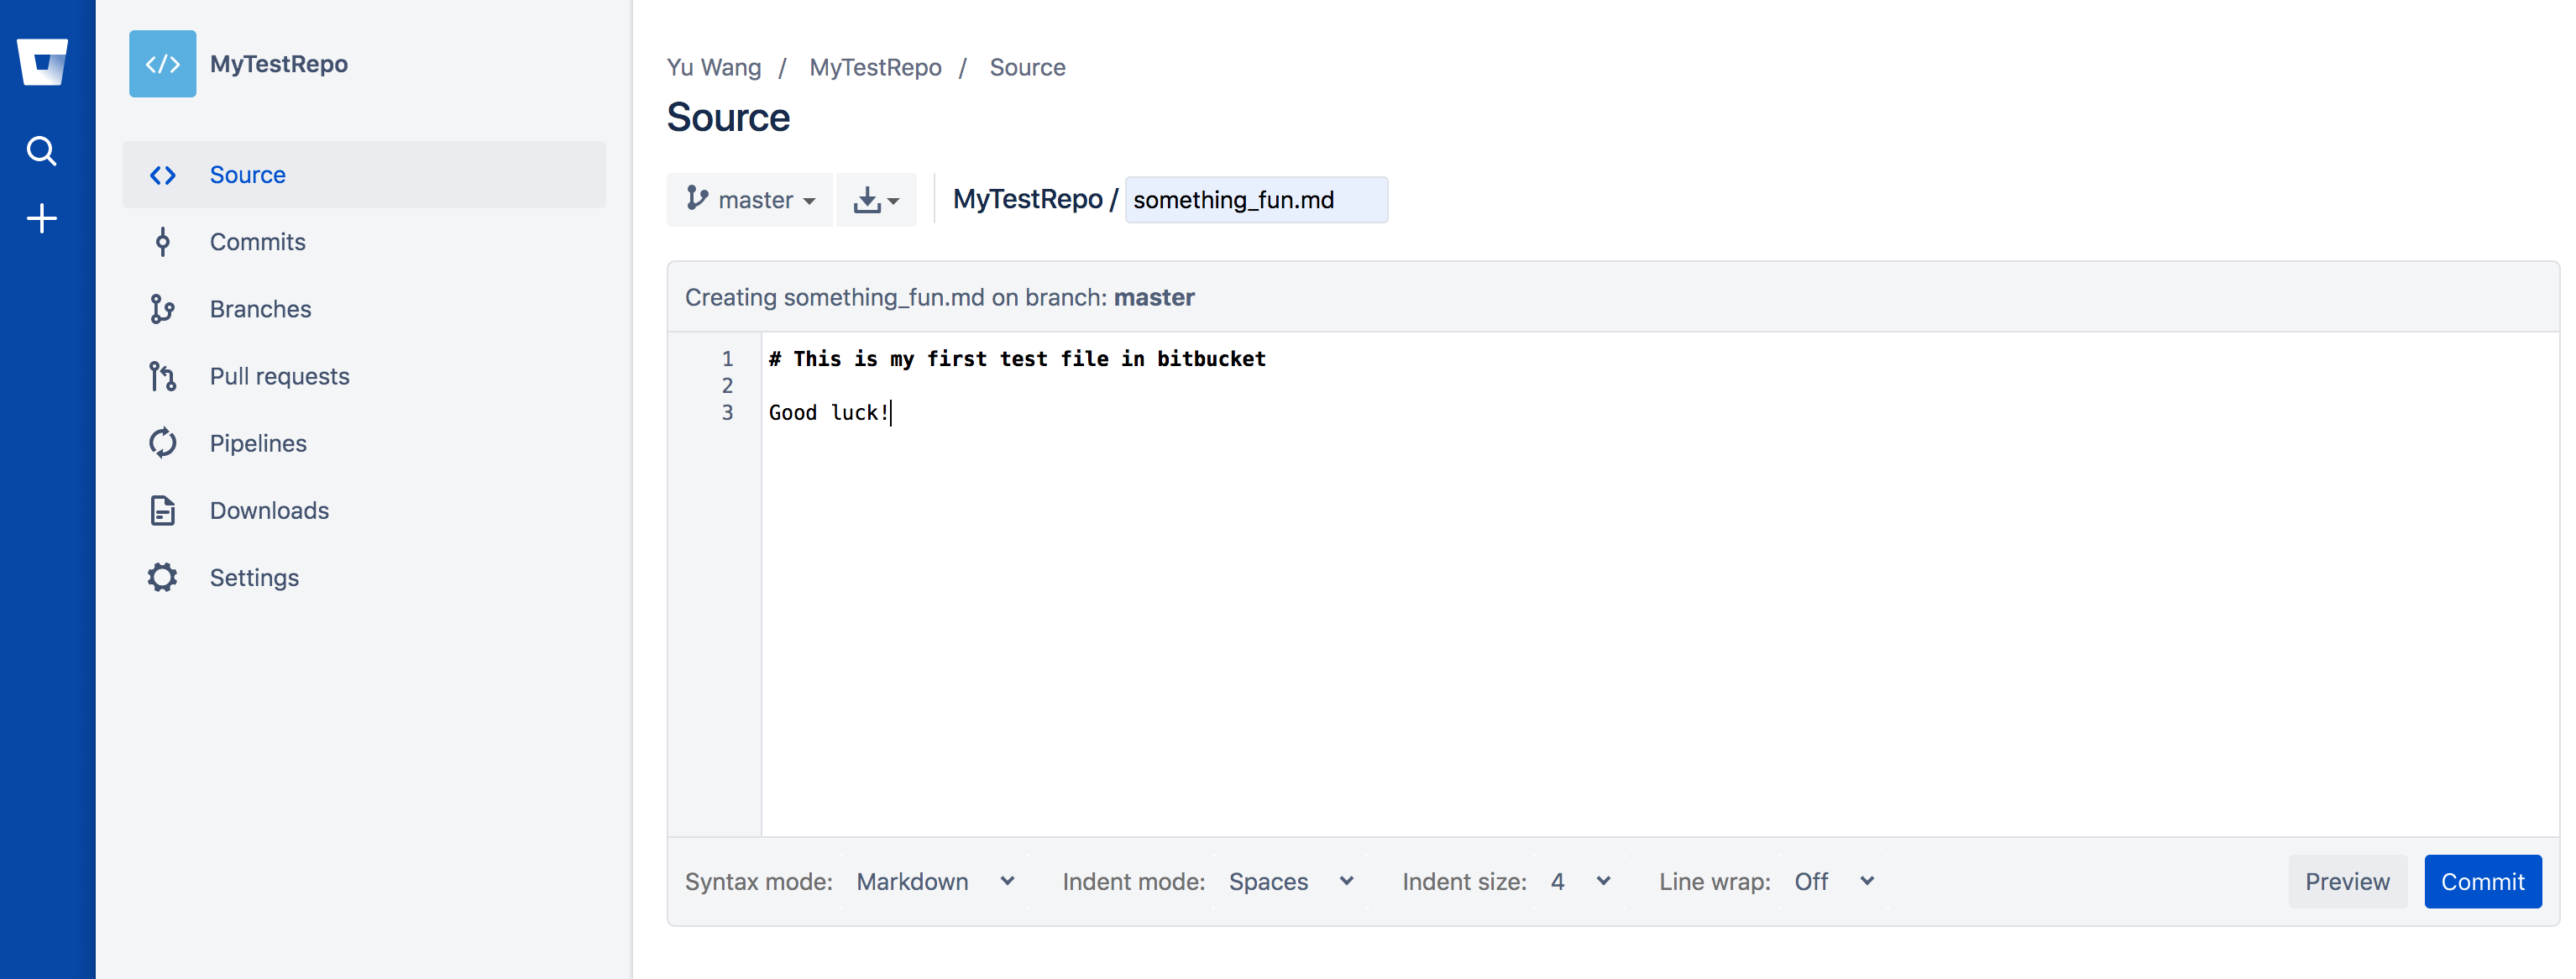 </> MyTestRepo
Source
Commits
Branches
Pull requests
Pipelines
Downloads
Settings
Yu Wang / MyTestRepo / Source
Source
master MyTestRepo / something_fun.md
Creating something_fun.md on branch: master
1 # This is my first test file in bitbucket
2
3 Good luck!
Syntax mode: Markdown Indent mode: Spaces Indent size: 4 Line wrap: Off Preview Commit